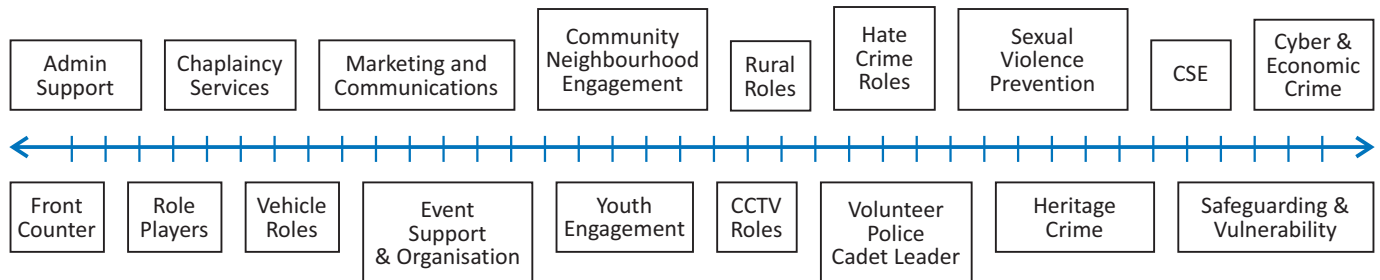 Admin
Support
Chaplaincy
Services
Marketing and
Communications
Community
Neighbourhood
Engagement
Rural
Roles
Hate
Crime
Roles
Sexual
Violence
Prevention
CSE
Cyber &
Economic
Crime
Front
Counter
Role
Players
Vehicle
Roles
Event
Support
& Organisation
Youth
Engagement
CCTV
Roles
Volunteer
Police
Cadet Leader
Heritage
Crime
Safeguarding &
Vulnerability